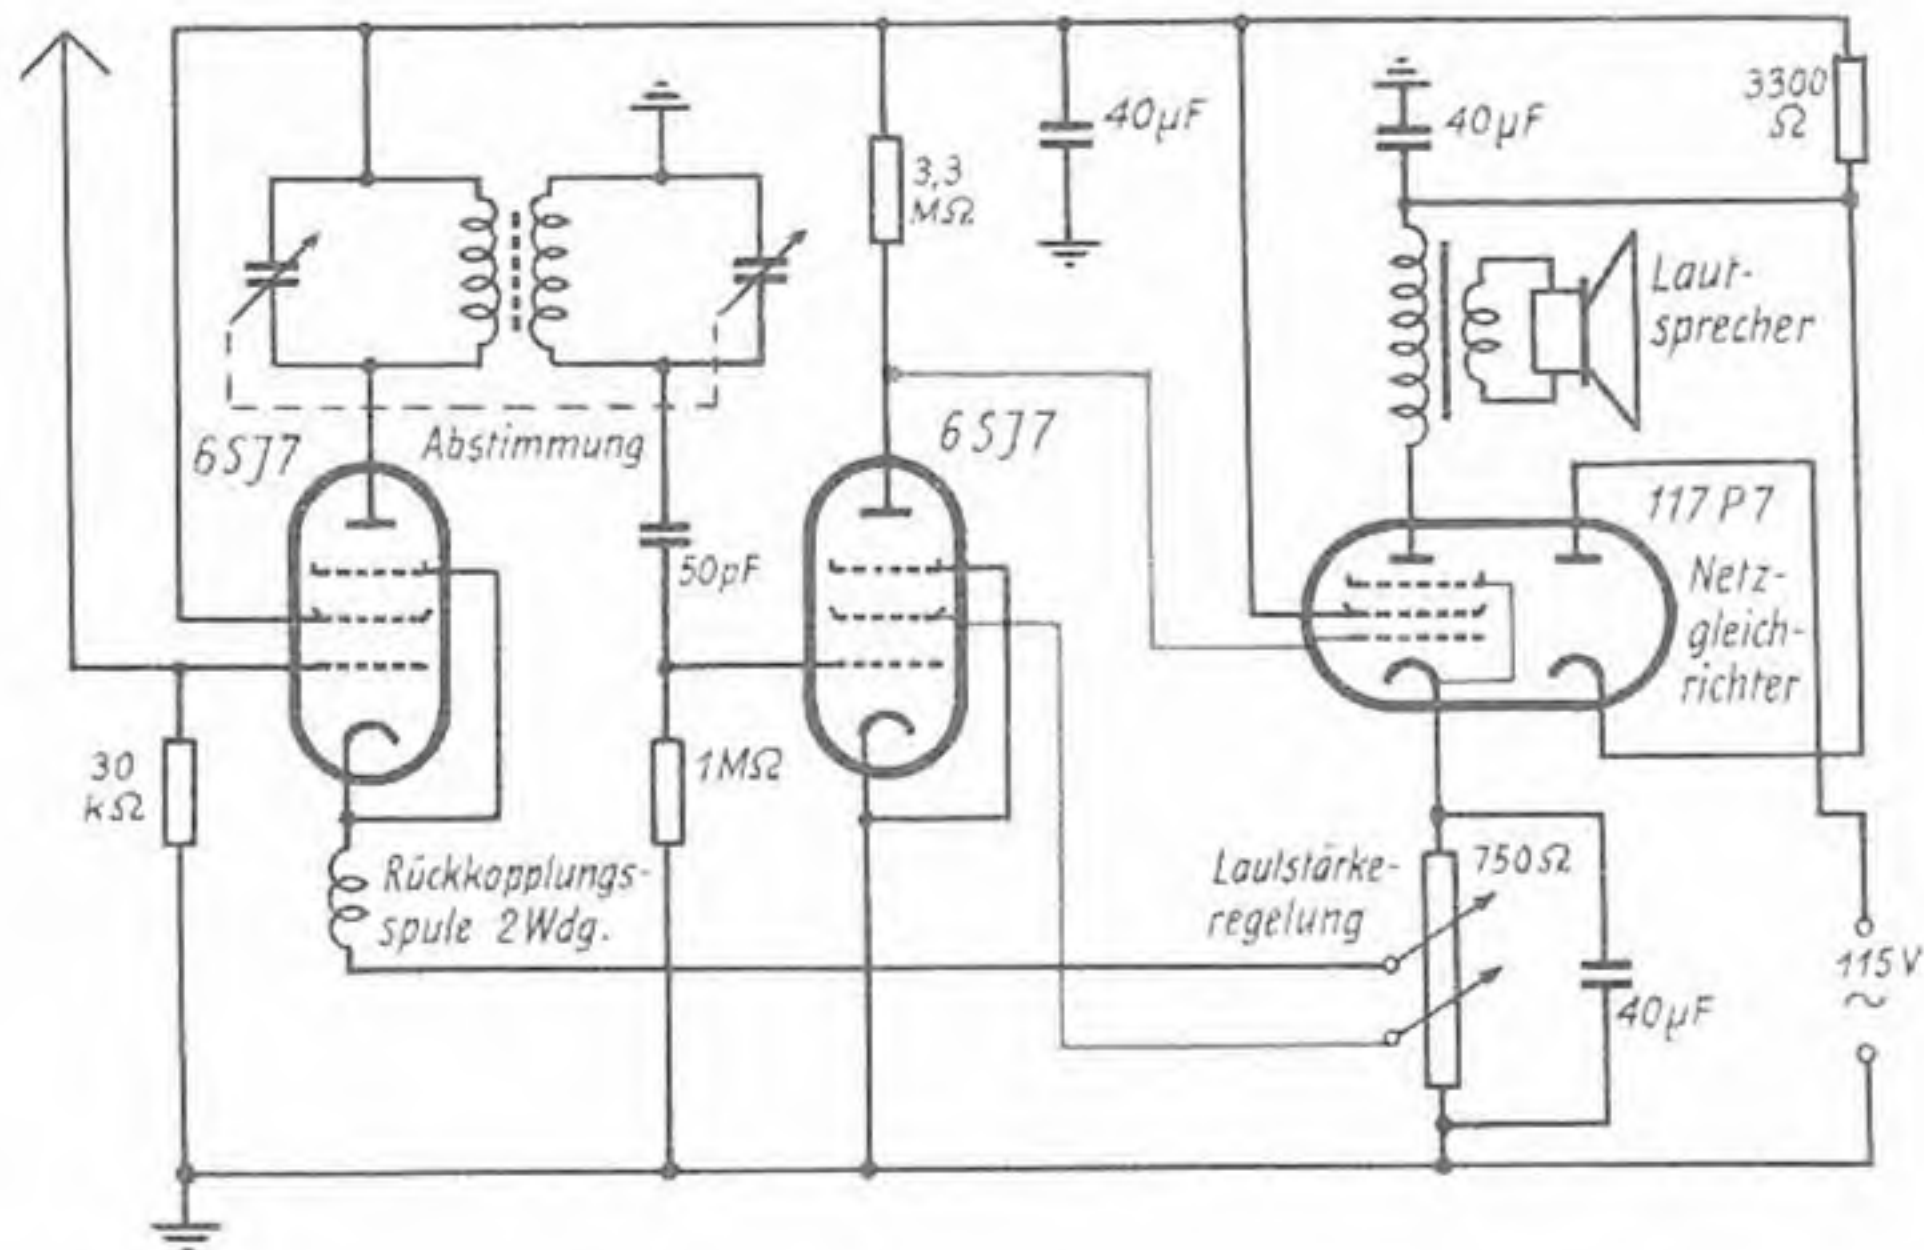 40µF
40µF
3300
Ω
3,3
MΩ
Laut-
sprecher
6SJ7
Abstimmung
6SJ7
117P7
50pF
Netz-
gleich-
richter
30
kΩ
1MΩ
Rückkopplungs-
spule 2Wdg.
Lautstärke-
regelung
750Ω
40µF
115V
~